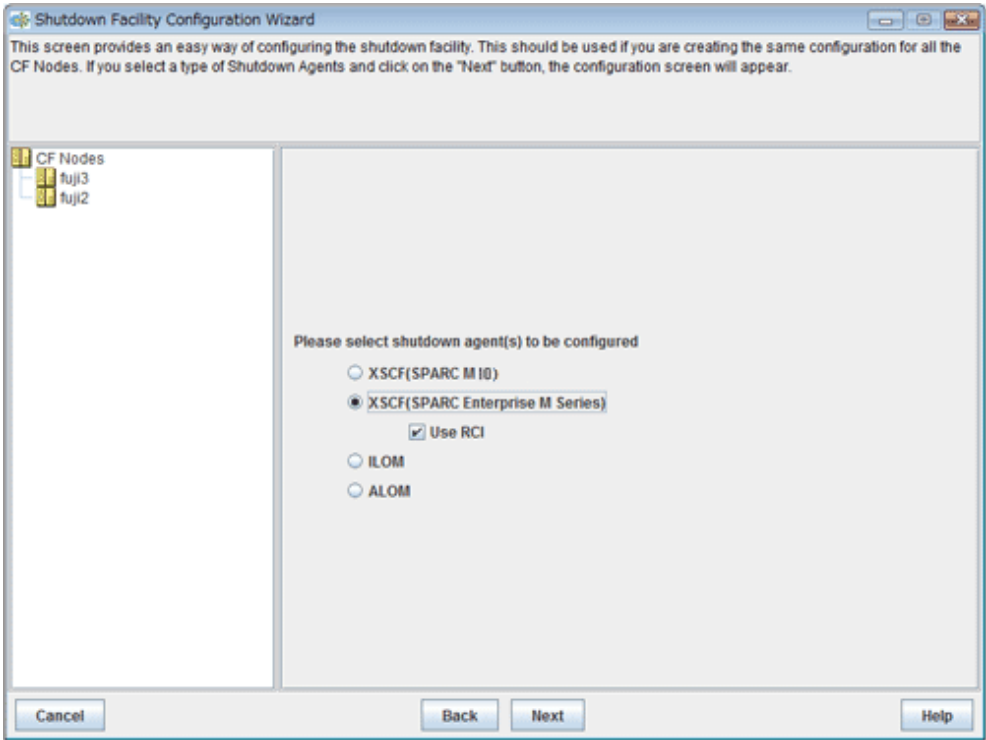 Shutdown Facility Configuration Wizard
This screen provides an easy way of configuring the shutdown facility. This should be used if you are creating the same configuration for all the
CF Nodes. If you select a type of Shutdown Agents and click on the "Next" button, the configuration screen will appear.
CF Nodes
fuji3
fuji2
Please select shutdown agent(s) to be configured
XSCF(SPARC M10)
XSCF(SPARC Enterprise M Series)
Use RCI
ILOM
ALOM
Cancel
Back
Next
Help